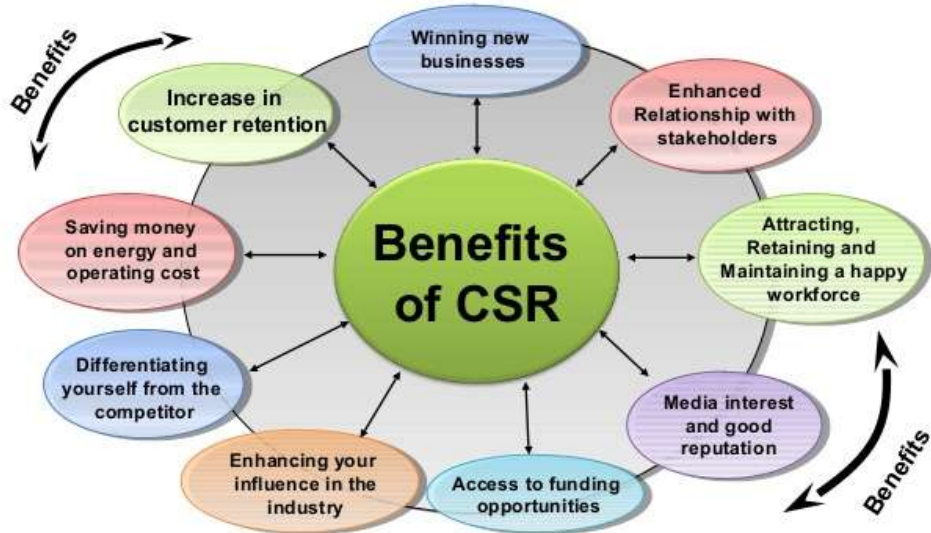 Benefits
Winning new
businesses
Increase in
customer retention
Enhanced
Relationship with
stakeholders
Saving money
on energy and
operating cost
Benefits
of CSR
Attracting,
Retaining and
Maintaining a happy
workforce
Differentiating
yourself from the
competitor
Media interest
and good
reputation
Enhancing your
influence in the
industry
Access to funding
opportunities
Benefits